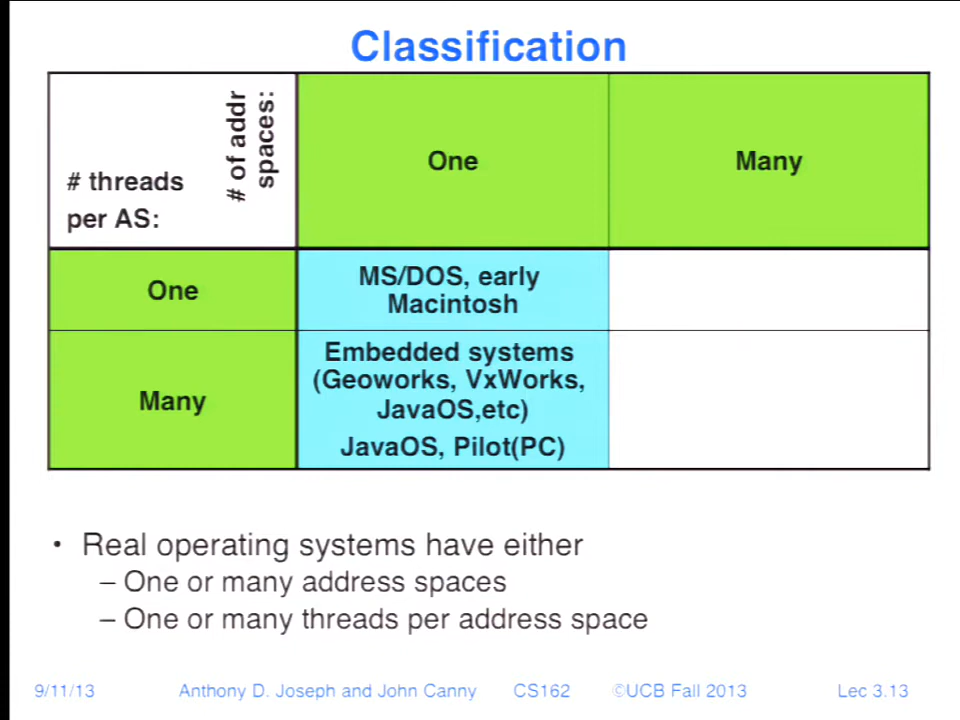 Classification
# threads
per AS:
# of addr
spaces:
One
Many
One
MS/DOS, early
Macintosh
Many
Embedded systems
(Geoworks, VxWorks,
JavaOS,etc)
JavaOS, Pilot(PC)
• Real operating systems have either
– One or many address spaces
– One or many threads per address space
9/11/13 Anthony D. Joseph and John Canny CS162 ©UCB Fall 2013 Lec 3.13